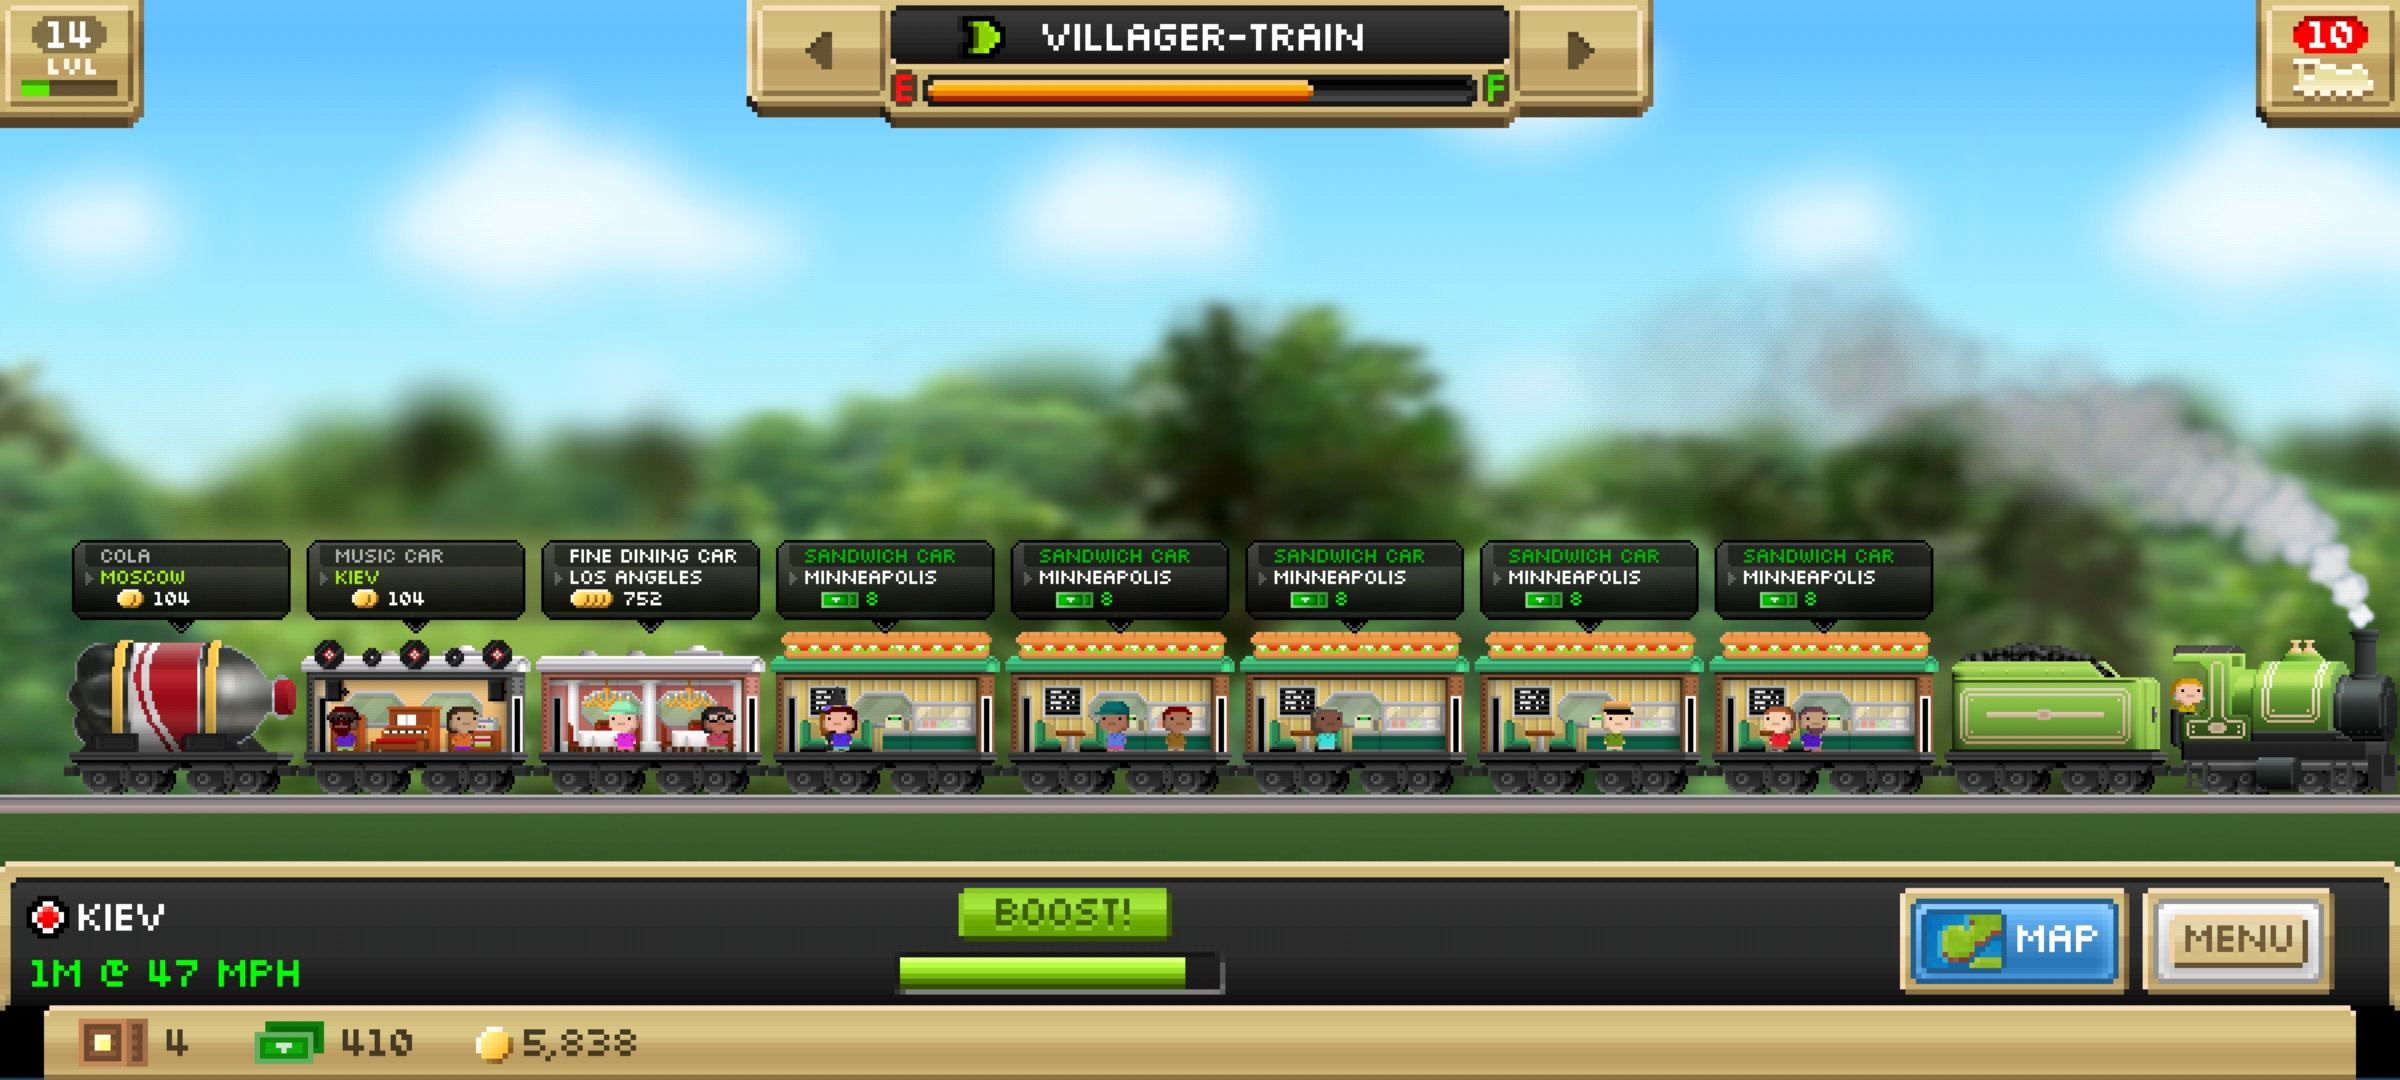 14
LVL
VILLAGER-TRAIN
E
F
10
COLA
MOSCOW
104
MUSIC CAR
KIEV
104
FINE DINING CAR
LOS ANGELES
752
SANDWICH CAR
MINNEAPOLIS
8
SANDWICH CAR
MINNEAPOLIS
8
SANDWICH CAR
MINNEAPOLIS
8
SANDWICH CAR
MINNEAPOLIS
8
SANDWICH CAR
MINNEAPOLIS
8
KIEV
1M @ 47 MPH
BOOST!
MAP
MENU
4
410
5,838